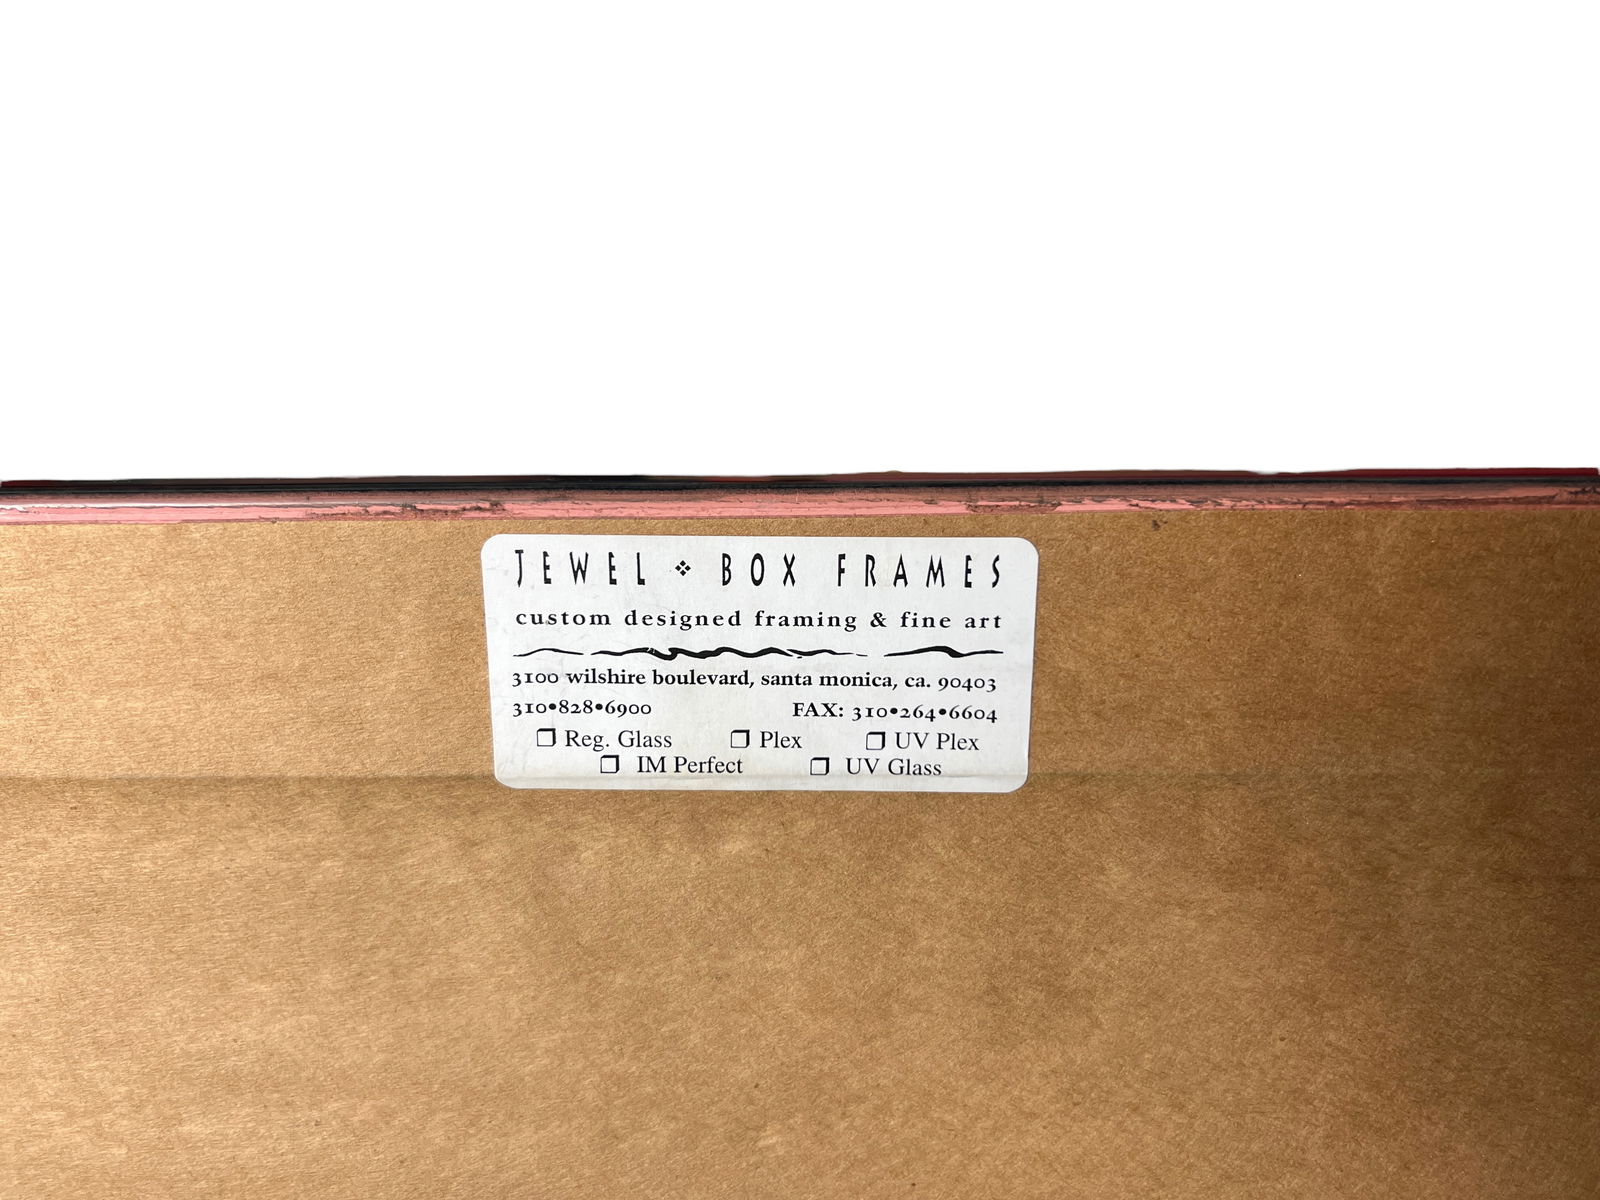 JEWEL ❖ BOX FRAMES
custom designed framing & fine art
3100 wilshire boulevard, santa monica, ca. 90403
310•828•6900 FAX: 310•264•6604
❒ Reg. Glass ❒ Plex ❒ UV Plex
❒ IM Perfect ❒ UV Glass